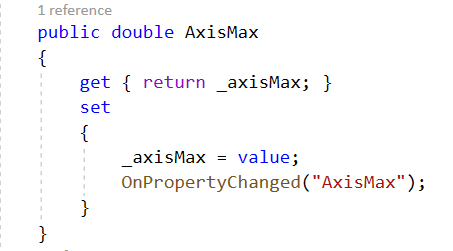 1 reference
public double AxisMax
{
get { return _axisMax; }
set
{
_axisMax = value;
OnPropertyChanged("AxisMax");
}
}